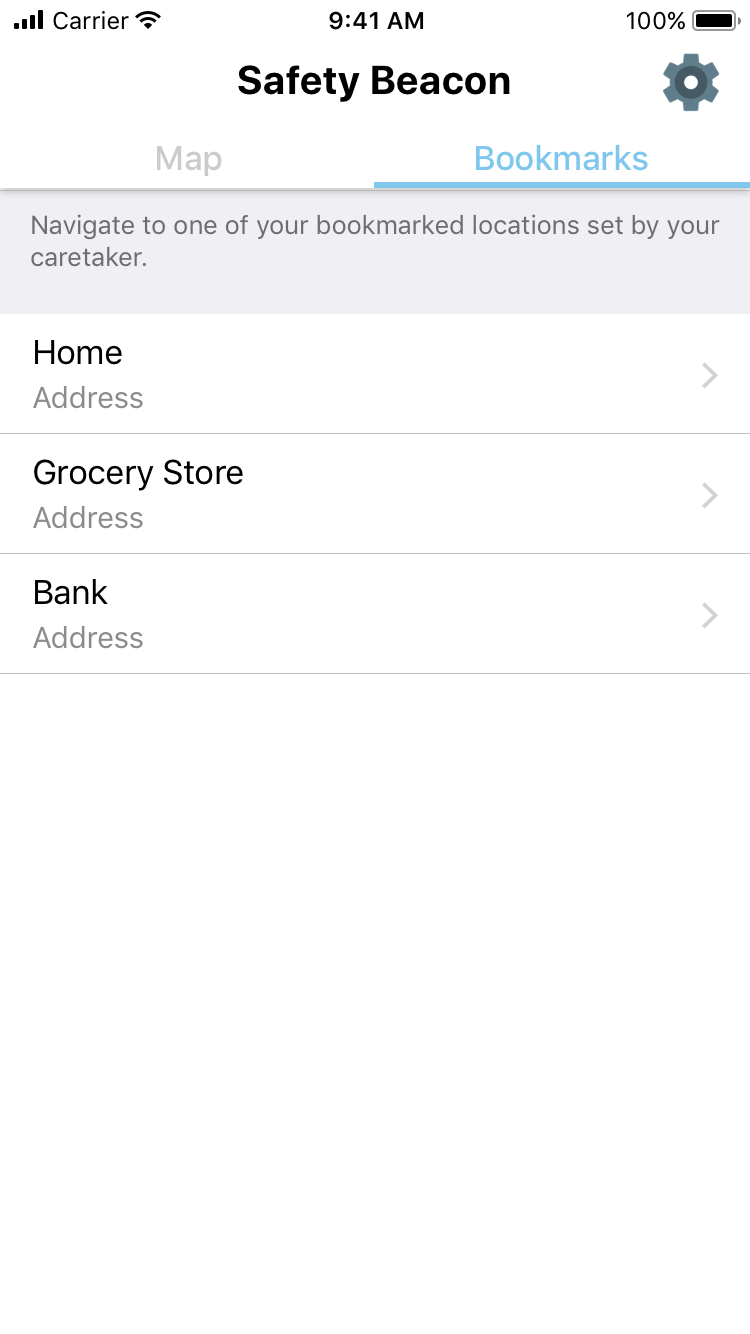 Carrier 9:41 AM 100%
Safety Beacon
Map Bookmarks
Navigate to one of your bookmarked locations set by your
caretaker.
Home
Address
Grocery Store
Address
Bank
Address